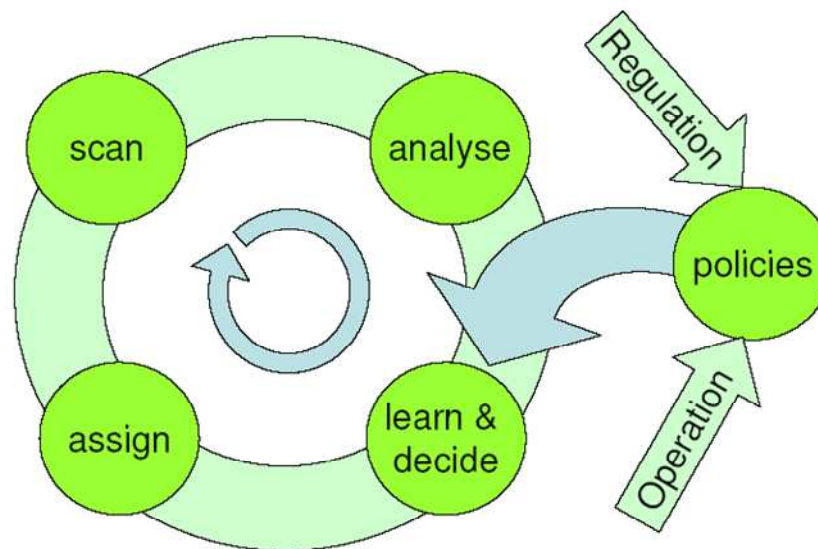 scan
analyse
Regulation
policies
assign
learn &
decide
Operation